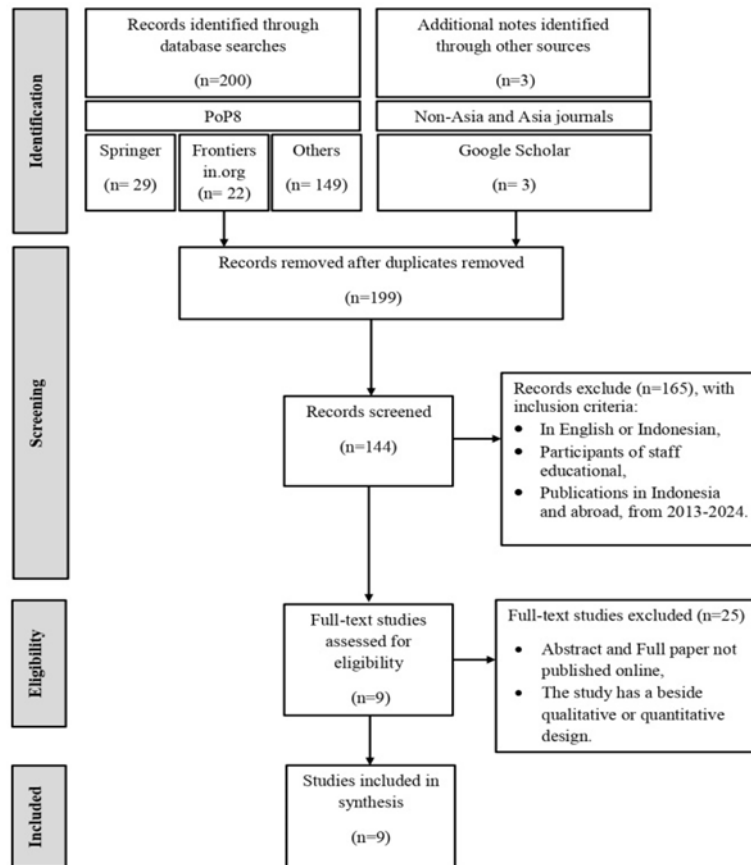 Identification
Records identified through
database searches
(n=200)
Additional notes identified
through other sources
(n=3)
PoP8
Non-Asia and Asia journals
Springer
(n= 29)
Frontiers
in.org
(n= 22)
Others
(n= 149)
Google Scholar
(n= 3)
Screening
Records removed after duplicates removed
(n=199)
Records screened
(n=144)
Records exclude (n=165), with
inclusion criteria:
• In English or Indonesian,
• Participants of staff
educational,
• Publications in Indonesia
and abroad, from 2013-2024.
Eligibility
Full-text studies
assessed for
eligibility
(n=9)
Full-text studies excluded (n=25)
• Abstract and Full paper not
published online,
• The study has a beside
qualitative or quantitative
design.
Included
Studies included in
synthesis
(n=9)